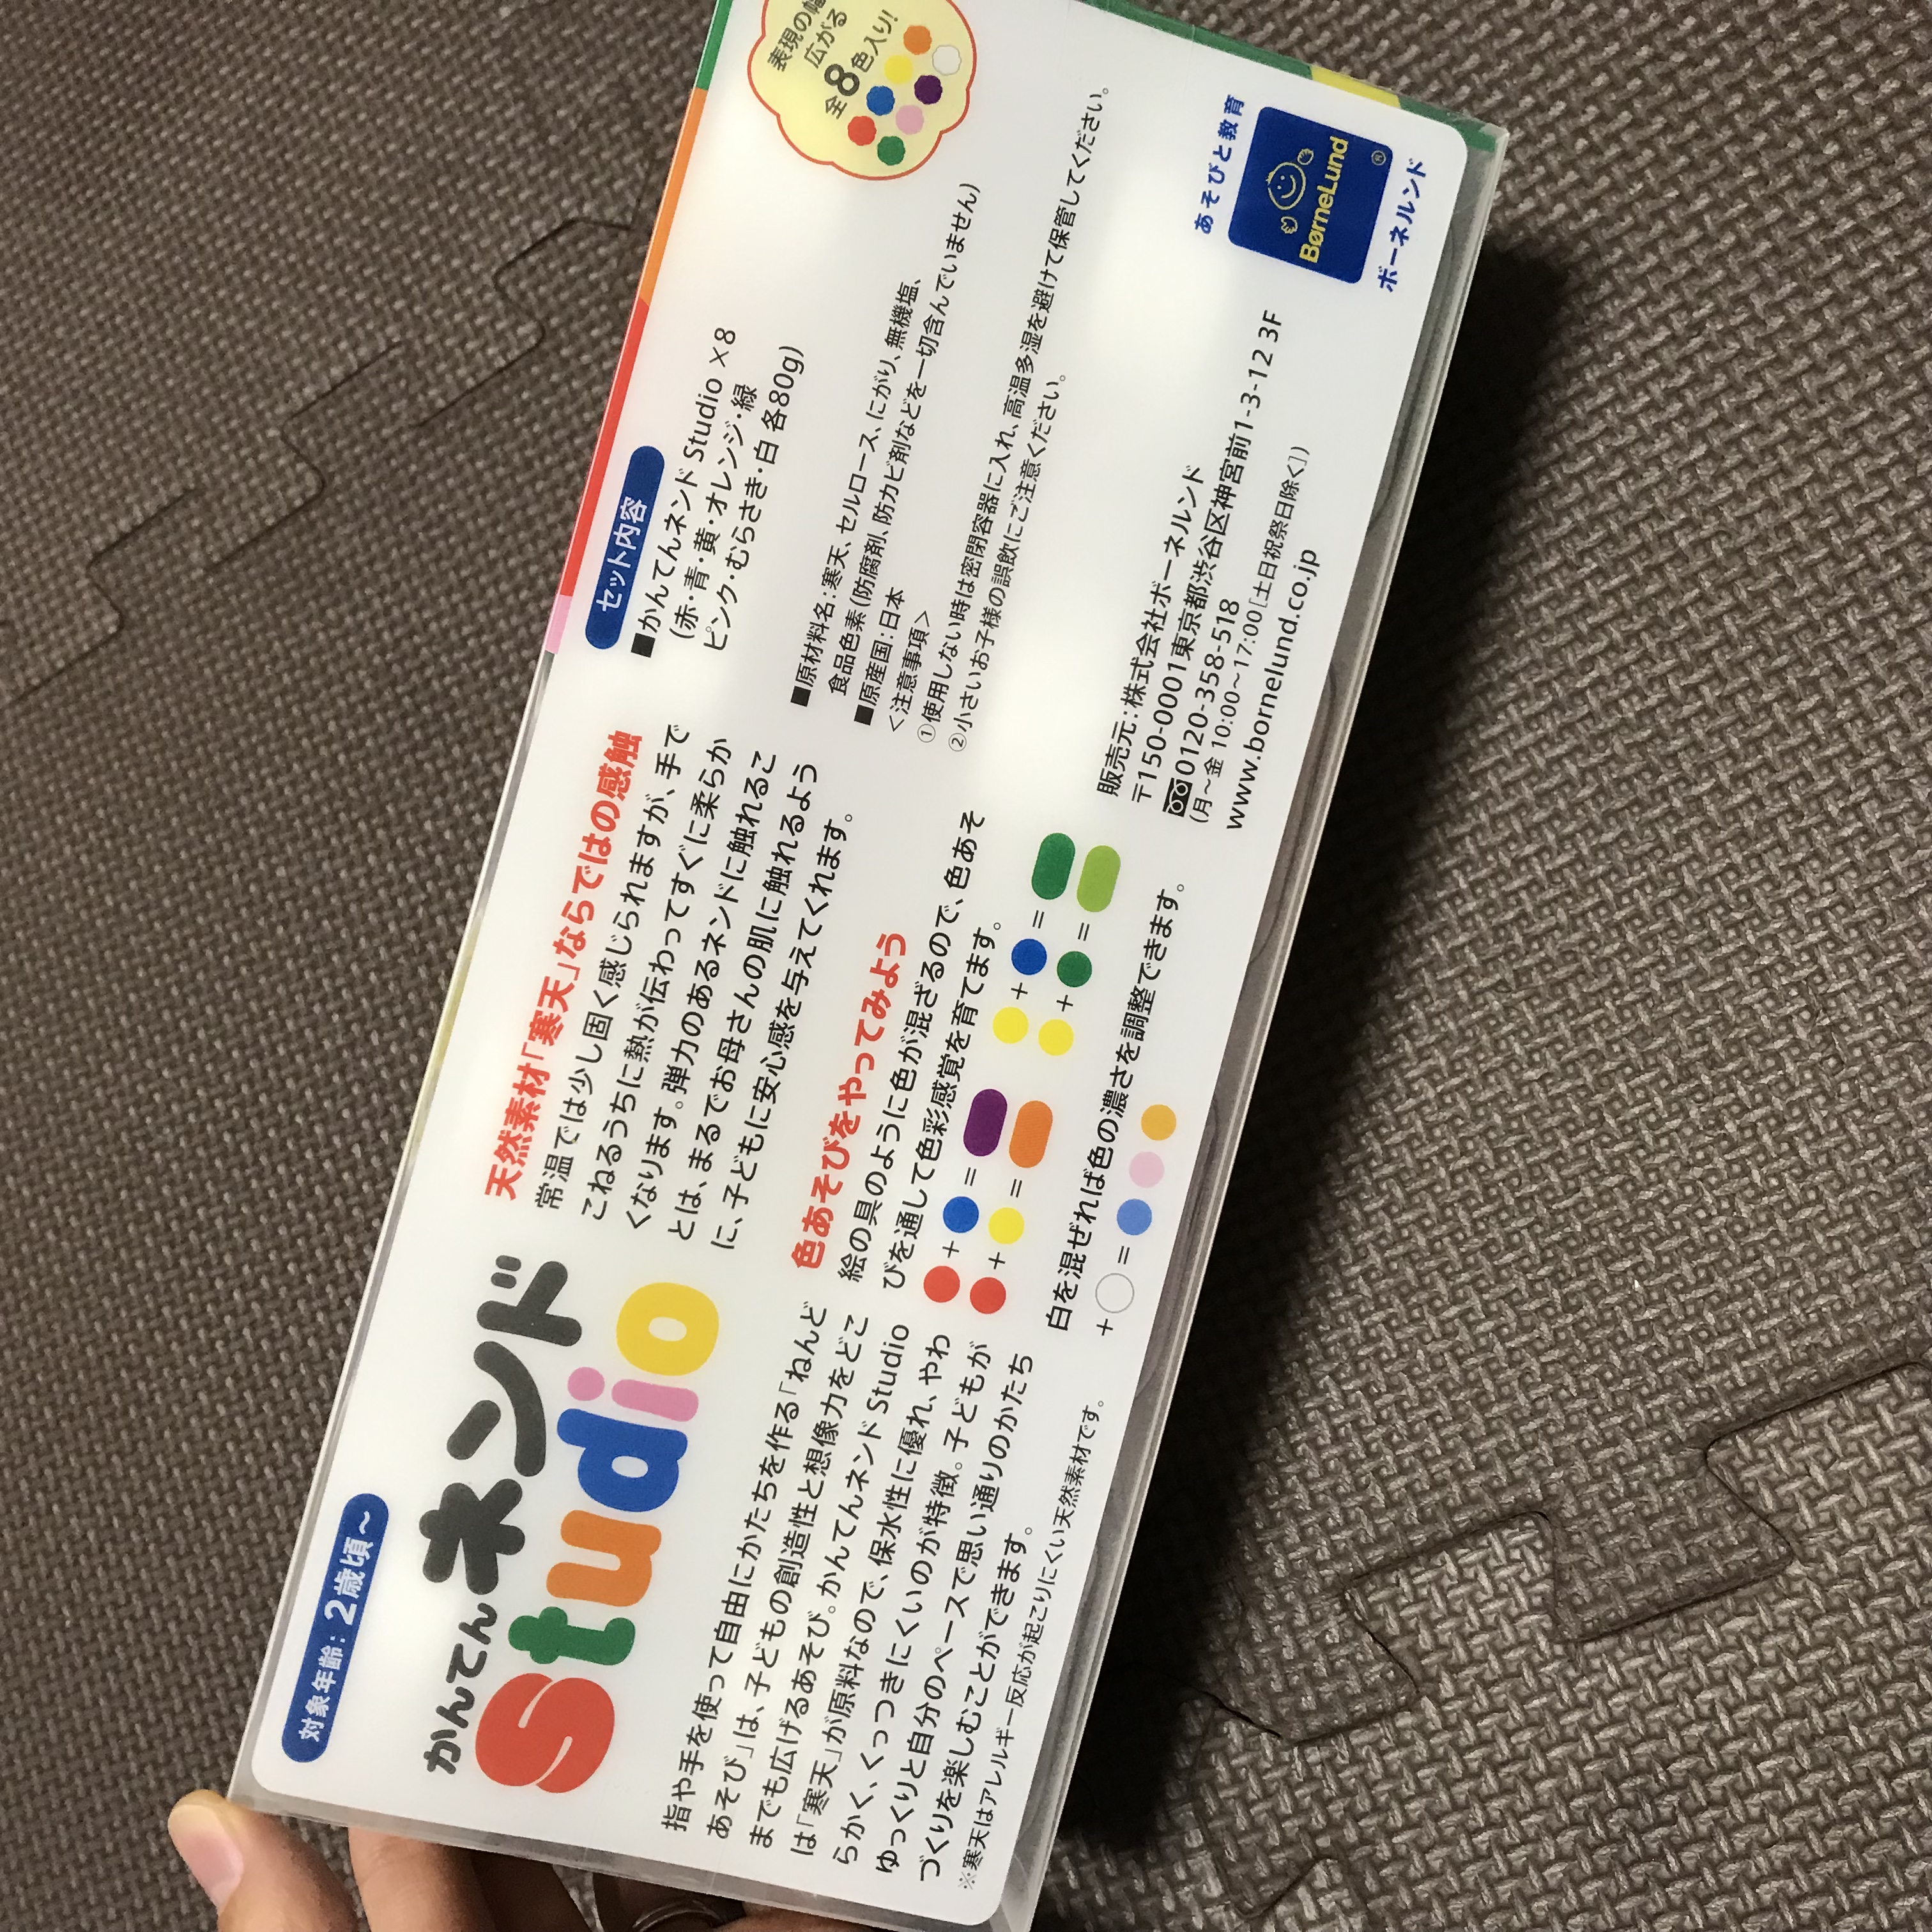 対象年齢：2歳頃～
かんてんネンド
Studio
指や手を使って自由にかたちを作る「ねんど
あそび」は、子どもの創造性と想像力をどこ
までも広げるあそび。かんてんネンドStudio
は「寒天」が原料なので、保水性に優れ、やわ
らかく、くっつきにくいのが特徴。子どもが
ゆっくりと自分のペースで思い通りのかたち
づくりを楽しむことができます。
※寒天はアレルギー反応が起こりにくい天然素材です。
天然素材「寒天」ならではの感触
常温では少し固く感じられますが、手で
こねるうちに熱が伝わってすぐに柔らか
くなります。弾力のあるネンドに触れるこ
とは、まるでお母さんの肌に触れるよう
に、子どもに安心感を与えてくれます。
色あそびをやってみよう
絵の具のように色が混ざるので、色あそ
びを通して色彩感覚を育てます。
+ = + =
+ = + =
白を混ぜれば色の濃さを調整できます。
+ =
セット内容
■かんてんネンド Studio ×8
(赤・青・黄・オレンジ・緑
ピンク・むらさき・白 各80g)
■原材料名：寒天、セルロース、にがり、無機塩、
食品色素(防腐剤、防カビ剤などを一切含んでいません)
■原産国：日本
＜注意事項＞
①使用しない時は密閉容器に入れ、高温多湿を避けて保管してください。
②小さいお子様の誤飲にご注意ください。
販売元：株式会社ボーネルンド
〒150-0001東京都渋谷区神宮前1-3-12 3F
0120-358-518
(月～金 10:00～17:00［土日祝祭日除く］)
www.bornelund.co.jp
表現の幅
広がる
全8色入り!
あそびと教育
BørneLund
®
ボーネルンド